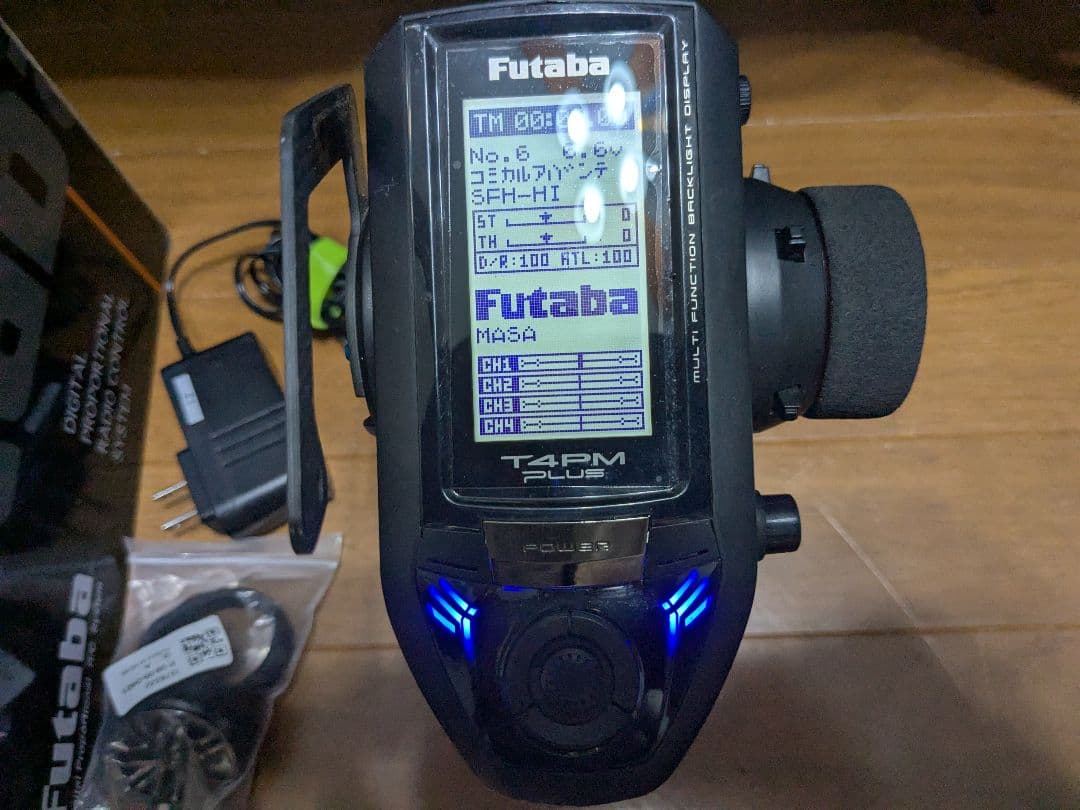 Futaba
TM 00:
No.6 6.6v
コミカルアバンテ
SFH-HI
ST 0
TH 0
D/R:100 ATL:100
Futaba
MASA
CH1
CH2
CH3
CH4
T4PM
PLUS
POWER
MULTI FUNCTION BACKLIGHT DISPLAY
DIGITAL
PROPORTIONAL
RADIO CONTROL
SYSTEM
Futaba